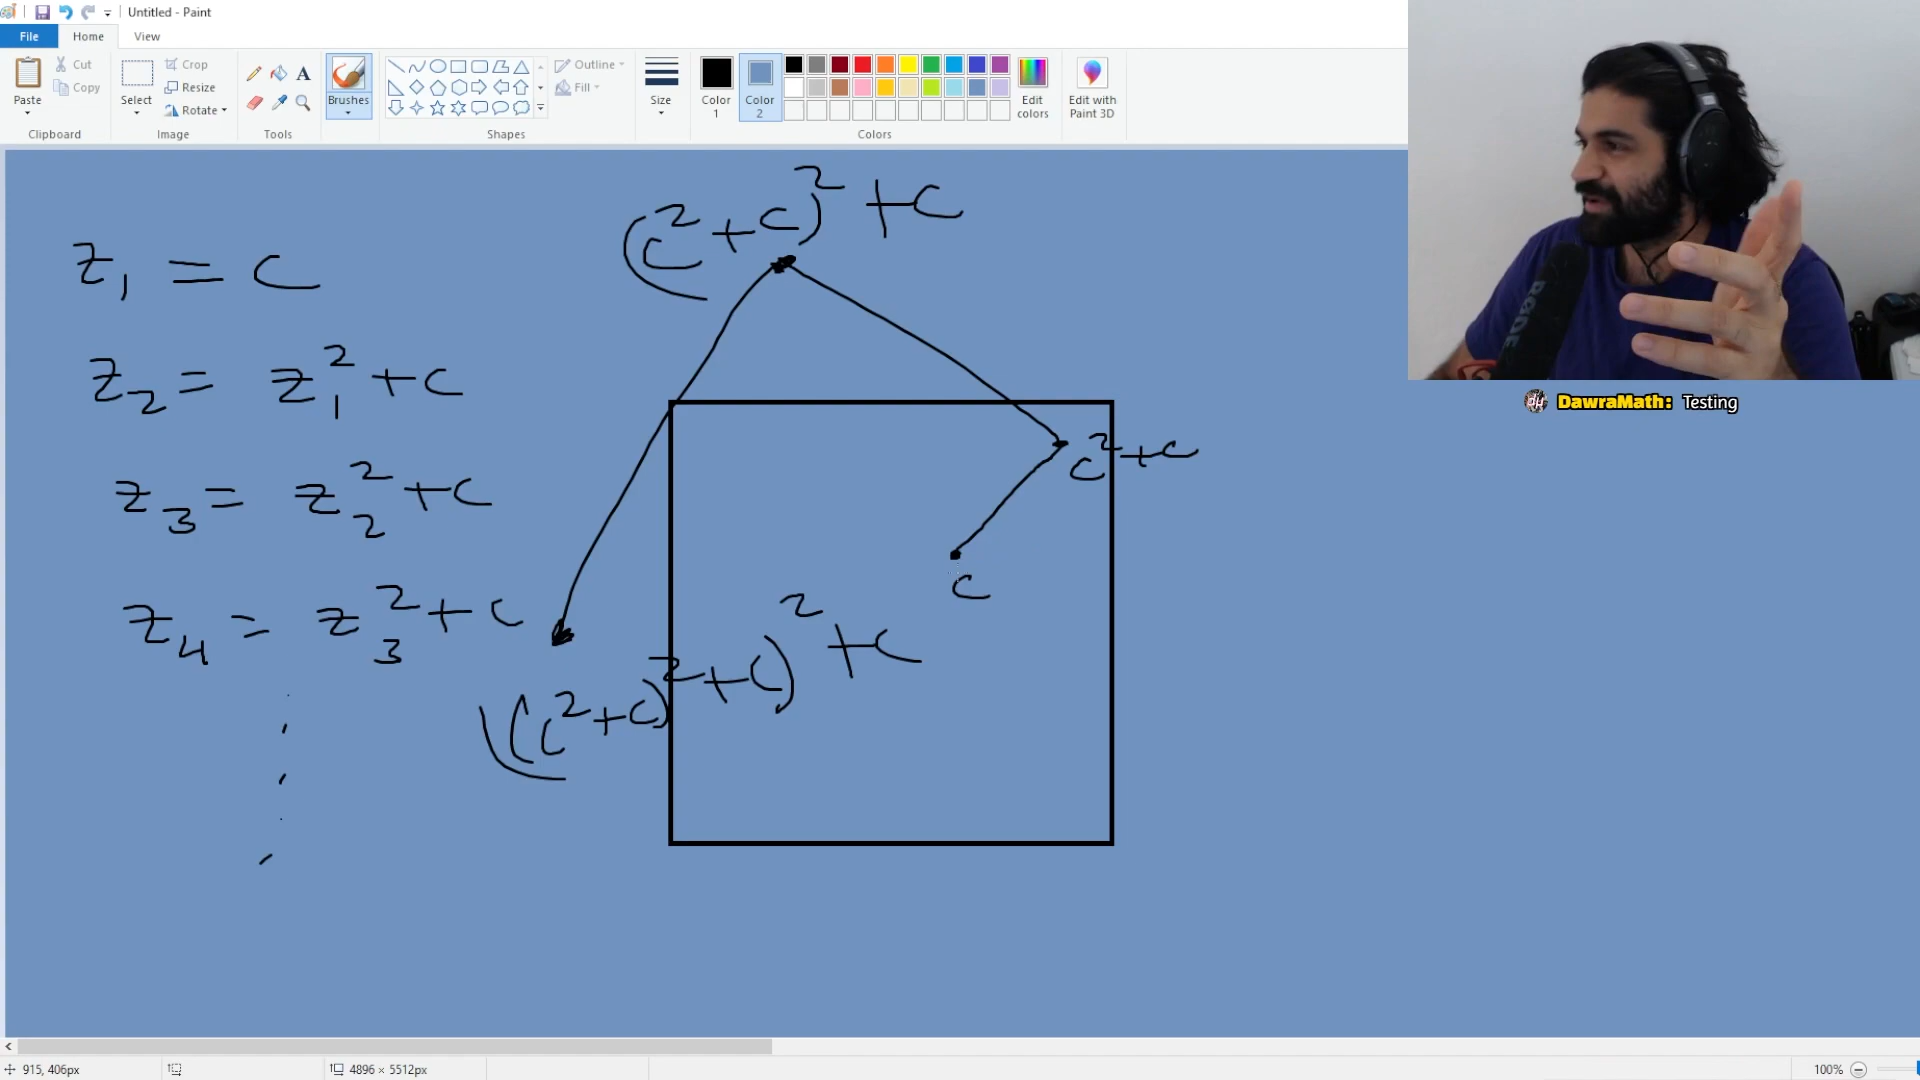 Untitled - Paint
File Home View
Paste
Cut
Copy
Clipboard
Select
Crop
Resize
Rotate
Image
Tools
Brushes
Shapes
Outline
Fill
Size
Color 1
Color 2
Colors
Edit colors
Edit with Paint 3D
DawraMath: Testing
RØDE
z₁ = c
z₂ = z₁² + c
z₃ = z₂² + c
z₄ = z₃² + c
(c² + c)² + c
c² + c
c
((c² + c)² + c)² + c
915, 406px
4896 × 5512px
100%